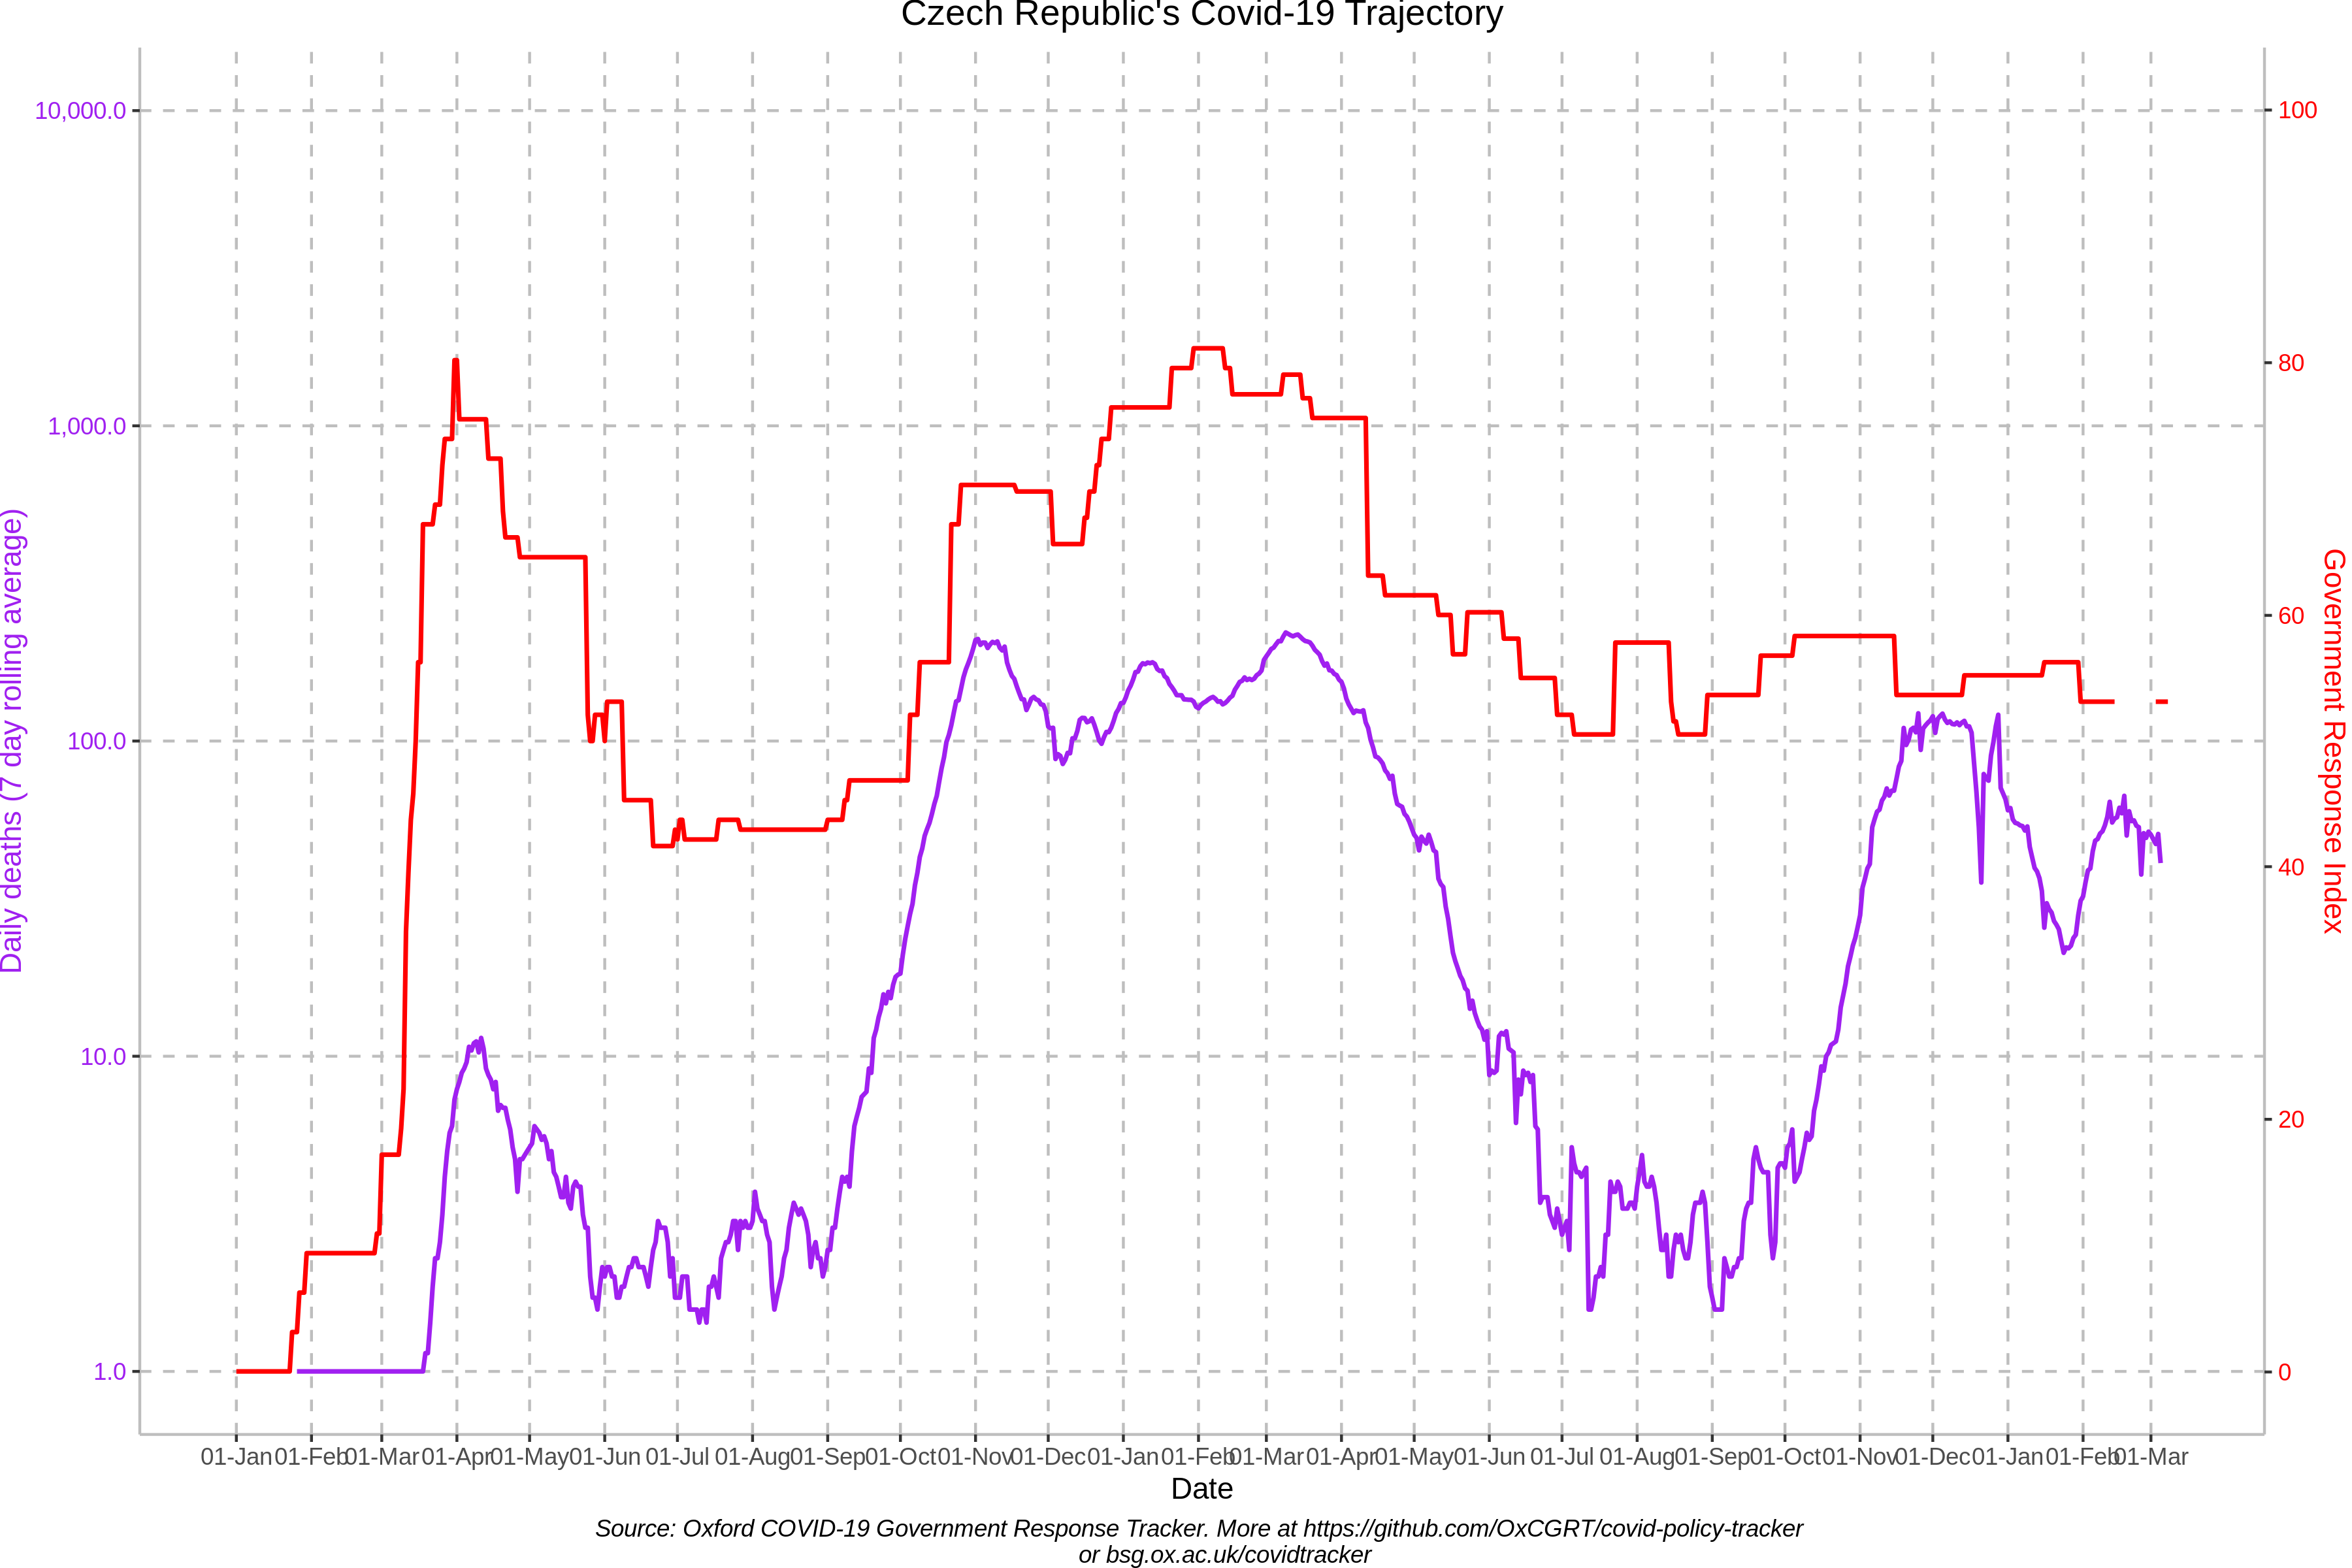 Czech Republic's Covid-19 Trajectory
10,000.0
1,000.0
100.0
10.0
1.0
Daily deaths (7 day rolling average)
100
80
60
40
20
0
Government Response Index
01-Jan 01-Feb 01-Mar 01-Apr 01-May 01-Jun 01-Jul 01-Aug 01-Sep 01-Oct 01-Nov 01-Dec 01-Jan 01-Feb 01-Mar 01-Apr 01-May 01-Jun 01-Jul 01-Aug 01-Sep 01-Oct 01-Nov 01-Dec 01-Jan 01-Feb 01-Mar
Date
Source: Oxford COVID-19 Government Response Tracker. More at https://github.com/OxCGRT/covid-policy-tracker
or bsg.ox.ac.uk/covidtracker